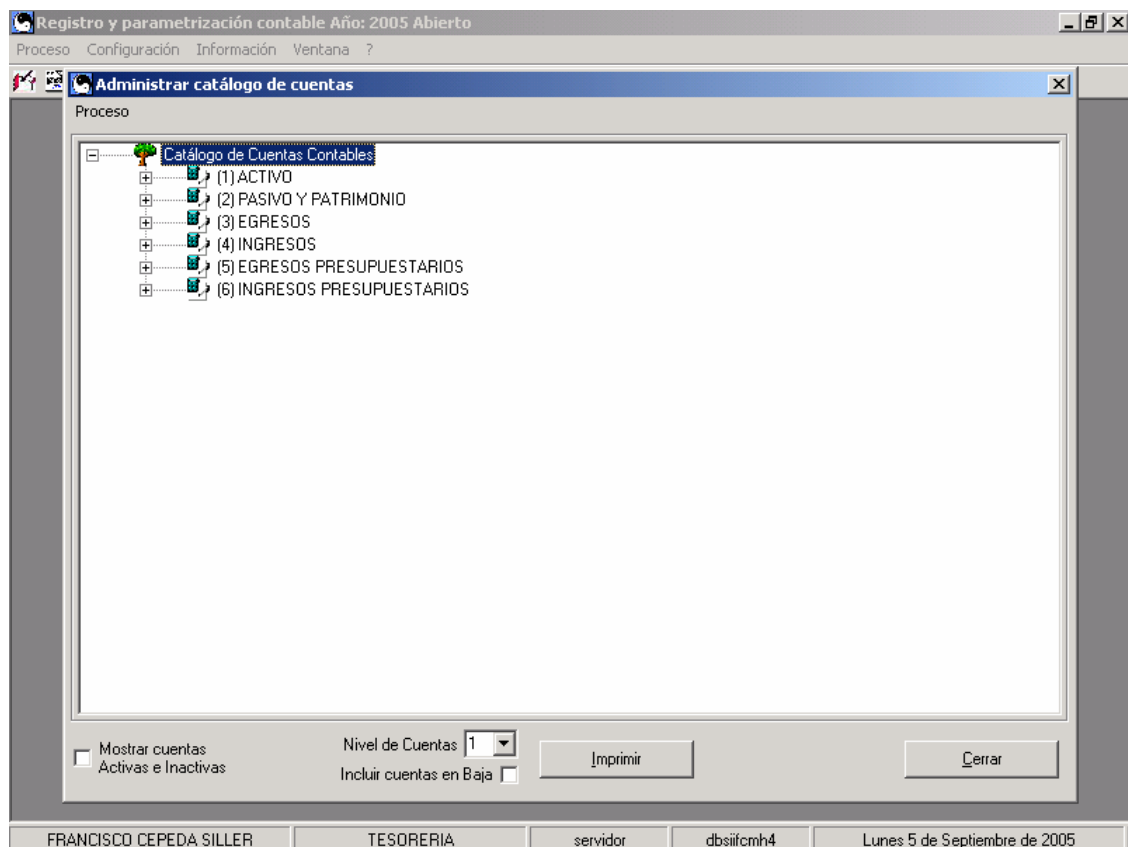 Registro y parametrización contable Año: 2005 Abierto
Proceso Configuración Información Ventana ?
Administrar catálogo de cuentas
Proceso
Catálogo de Cuentas Contables
(1) ACTIVO
(2) PASIVO Y PATRIMONIO
(3) EGRESOS
(4) INGRESOS
(5) EGRESOS PRESUPUESTARIOS
(6) INGRESOS PRESUPUESTARIOS
Mostrar cuentas
Activas e Inactivas
Nivel de Cuentas 1
Incluir cuentas en Baja
Imprimir
Cerrar
FRANCISCO CEPEDA SILLER TESORERIA servidor dbsiifcmh4 Lunes 5 de Septiembre de 2005